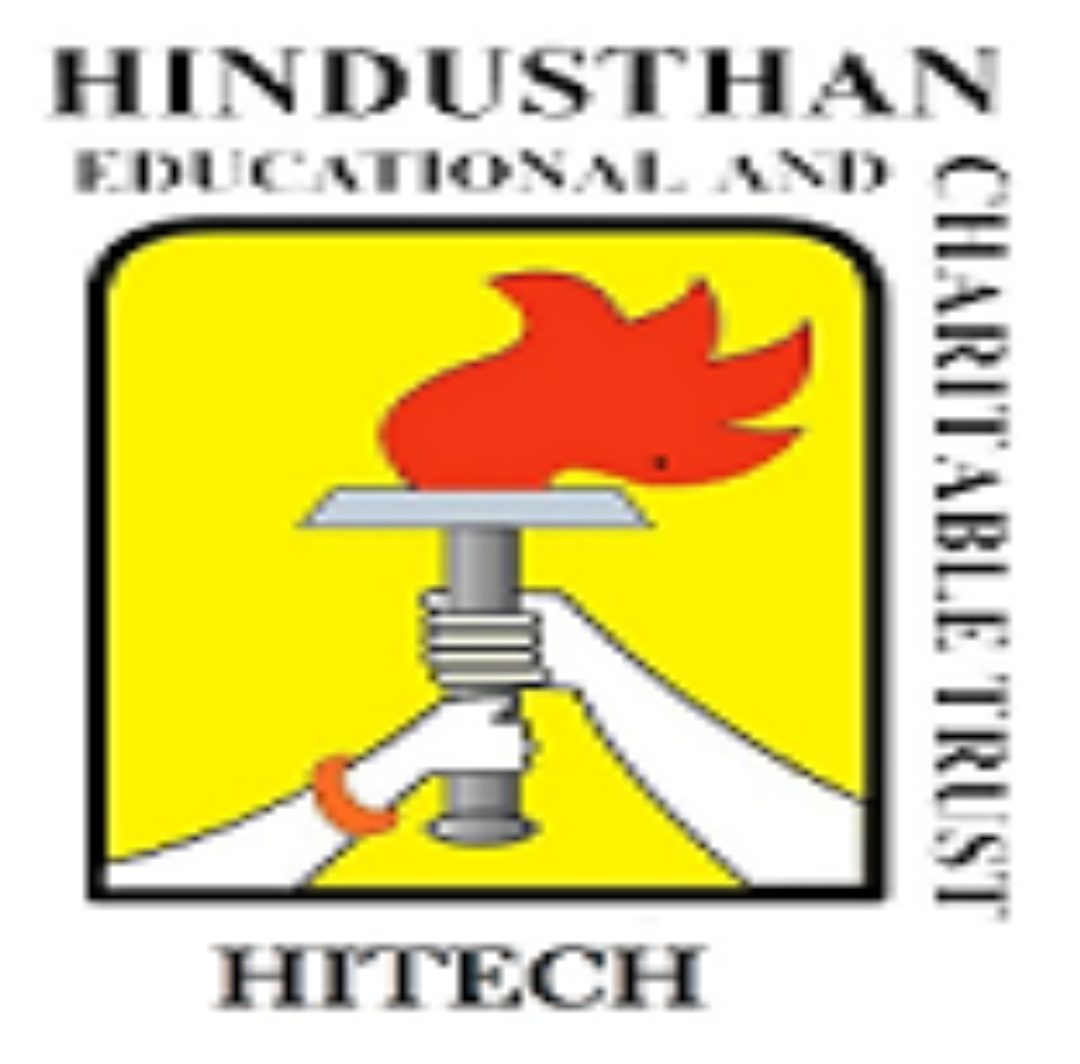 HINDUSTHAN
EDUCATIONAL AND
CHARITABLE TRUST
HITECH